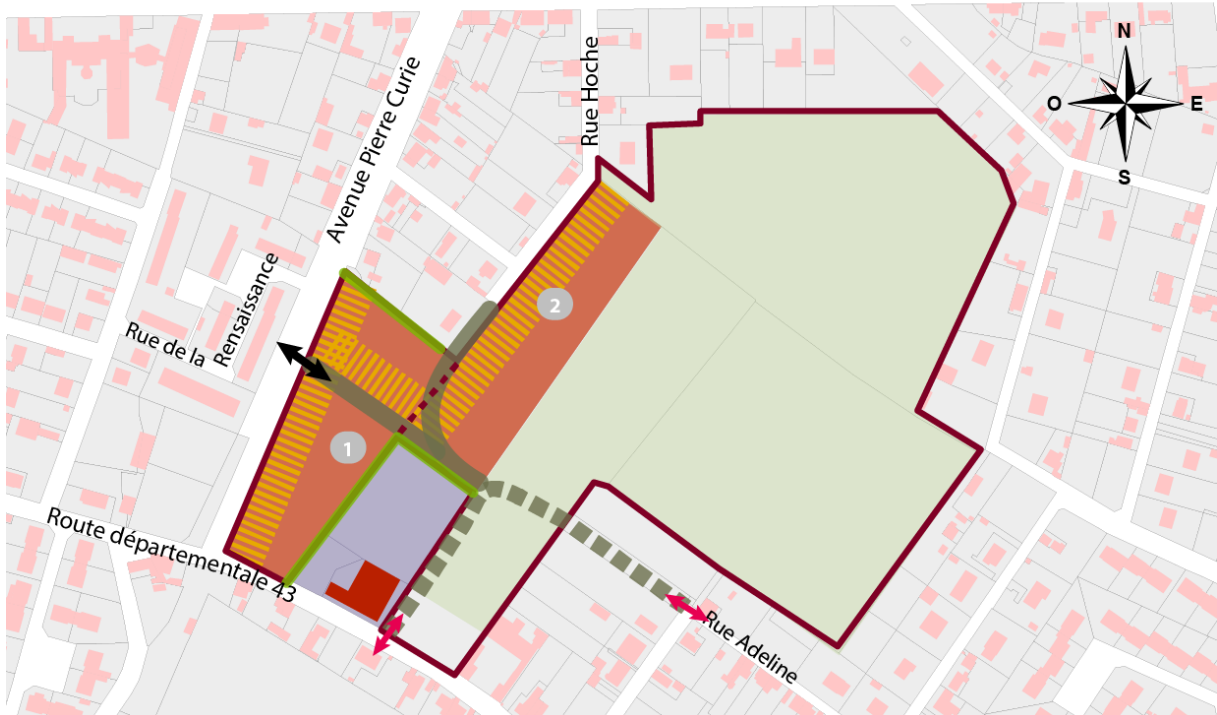 N
O
E
S
Avenue Pierre Curie
Rue Hoche
Rue de la
Rensaissance
2
1
Route départementale 43
Rue Adeline